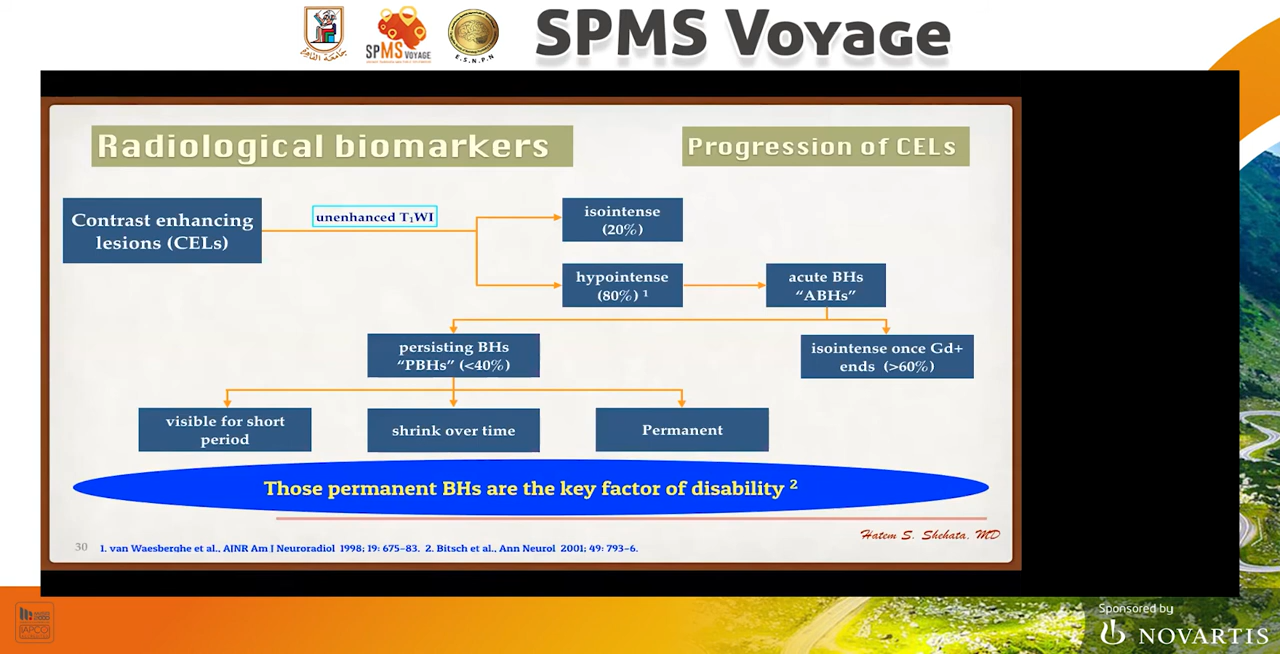 SPMS VOYAGE
E.S.N.P.N
SPMS Voyage
Radiological biomarkers
Progression of CELs
Contrast enhancing
lesions (CELs)
unenhanced T₁WI
isointense
(20%)
hypointense
(80%) ¹
acute BHs
“ABHs”
persisting BHs
“PBHs” (<40%)
isointense once Gd+
ends (>60%)
visible for short
period
shrink over time
Permanent
Those permanent BHs are the key factor of disability ²
Hatem S. Shehata, MD
30 1. van Waesberghe et al., AJNR Am J Neuroradiol 1998; 19: 675–83. 2. Bitsch et al., Ann Neurol 2001; 49: 793–6.
IAPCO
Sponsored by
NOVARTIS